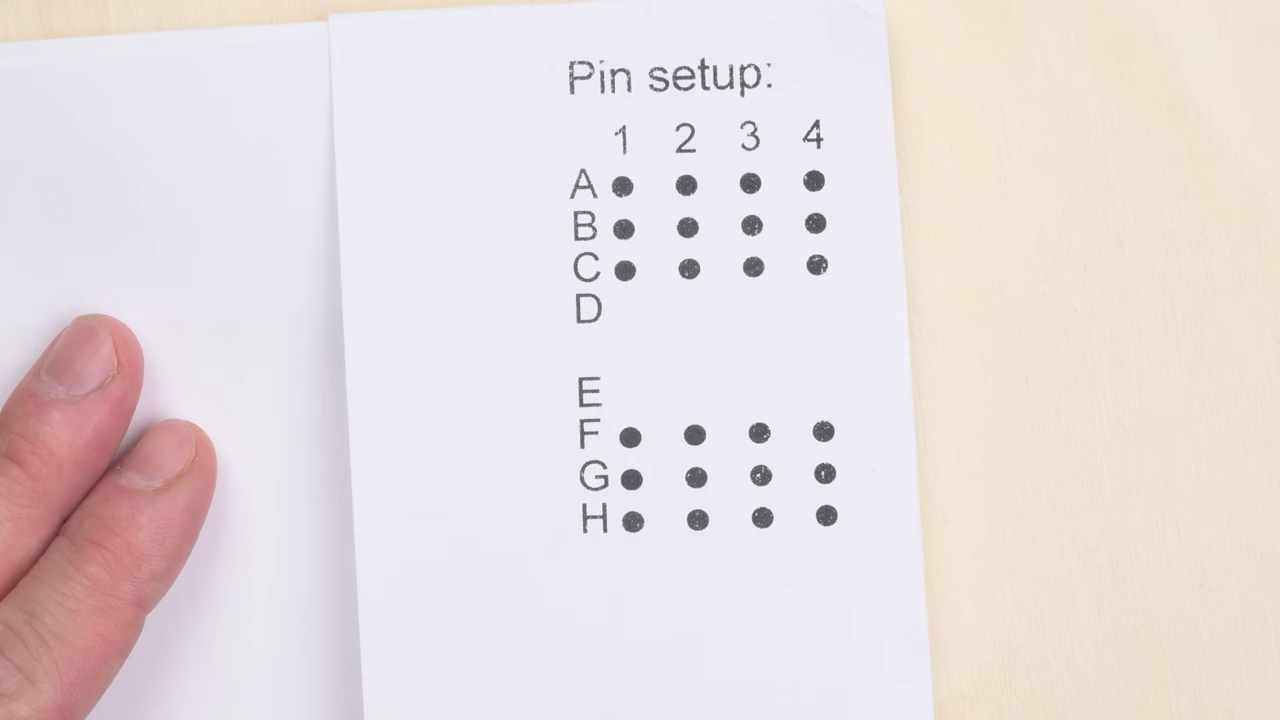 Pin setup:
1 2 3 4
A ● ● ● ●
B ● ● ● ●
C ● ● ● ●
D
E
F ● ● ● ●
G ● ● ● ●
H ● ● ● ●